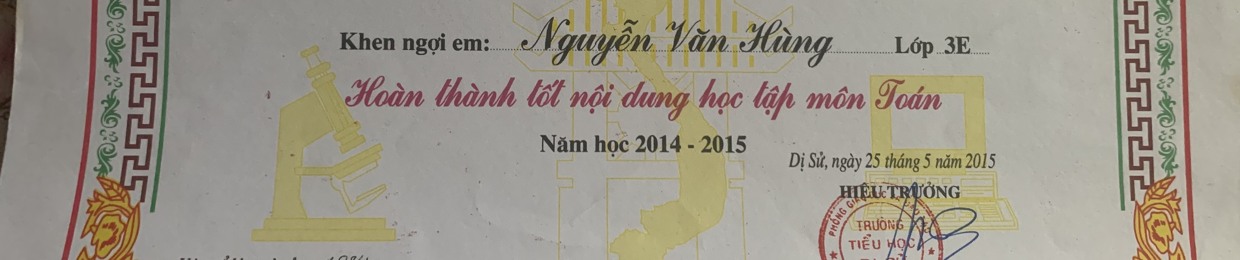 Khen ngợi em: Nguyễn Văn Hùng Lớp 3E
Hoàn thành tốt nội dung học tập môn Toán
Năm học 2014 - 2015
Dị Sử, ngày 25 tháng 5 năm 2015
HIỆU TRƯỞNG
TRƯỜNG
TIỂU HỌC